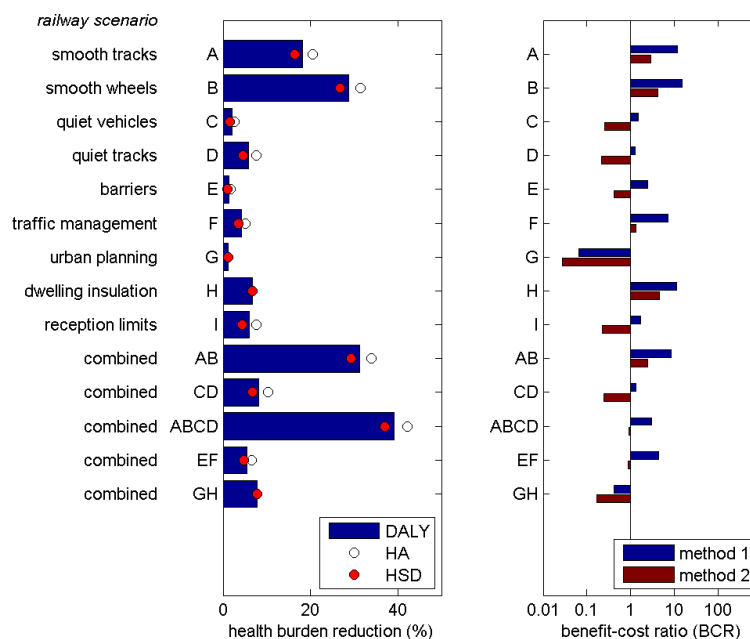 railway scenario
smooth tracks A A
smooth wheels B B
quiet vehicles C C
quiet tracks D D
barriers E E
traffic management F F
urban planning G G
dwelling insulation H H
reception limits I I
combined AB AB
combined CD CD
combined ABCD ABCD
combined EF EF
combined GH GH
DALY
HA
HSD
method 1
method 2
0 20 40 0.01 0.1 1 10 100
health burden reduction (%) benefit-cost ratio (BCR)